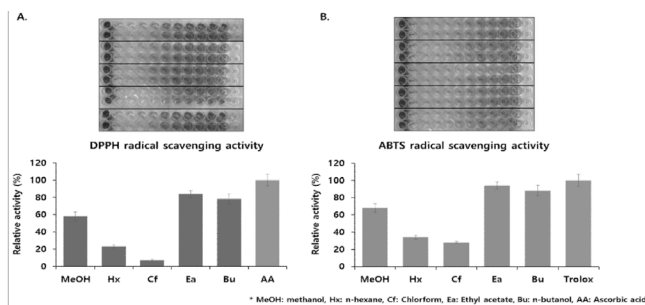 A.
B.
DPPH radical scavenging activity
ABTS radical scavenging activity
Relative activity (%)
120
100
80
60
40
20
0
MeOH Hx Cf Ea Bu AA
Relative activity (%)
120
100
80
60
40
20
0
MeOH Hx Cf Ea Bu Trolox
* MeOH: methanol, Hx: n-hexane, Cf: Chlorform, Ea: Ethyl acetate, Bu: n-butanol, AA: Ascorbic acid